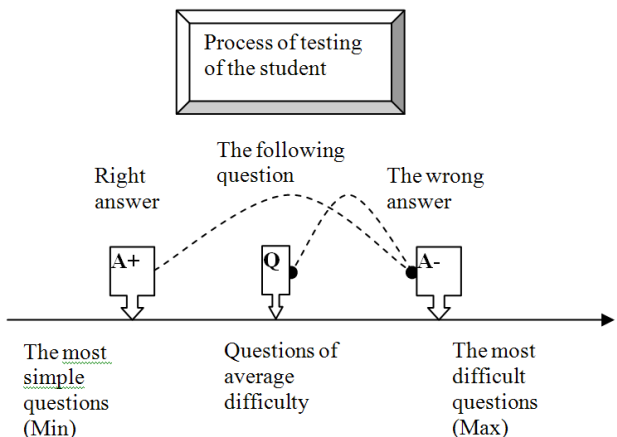 Process of testing
of the student
The following
question
Right
answer
The wrong
answer
A+
Q
A-
The most
simple
questions
(Min)
Questions of
average
difficulty
The most
difficult
questions
(Max)